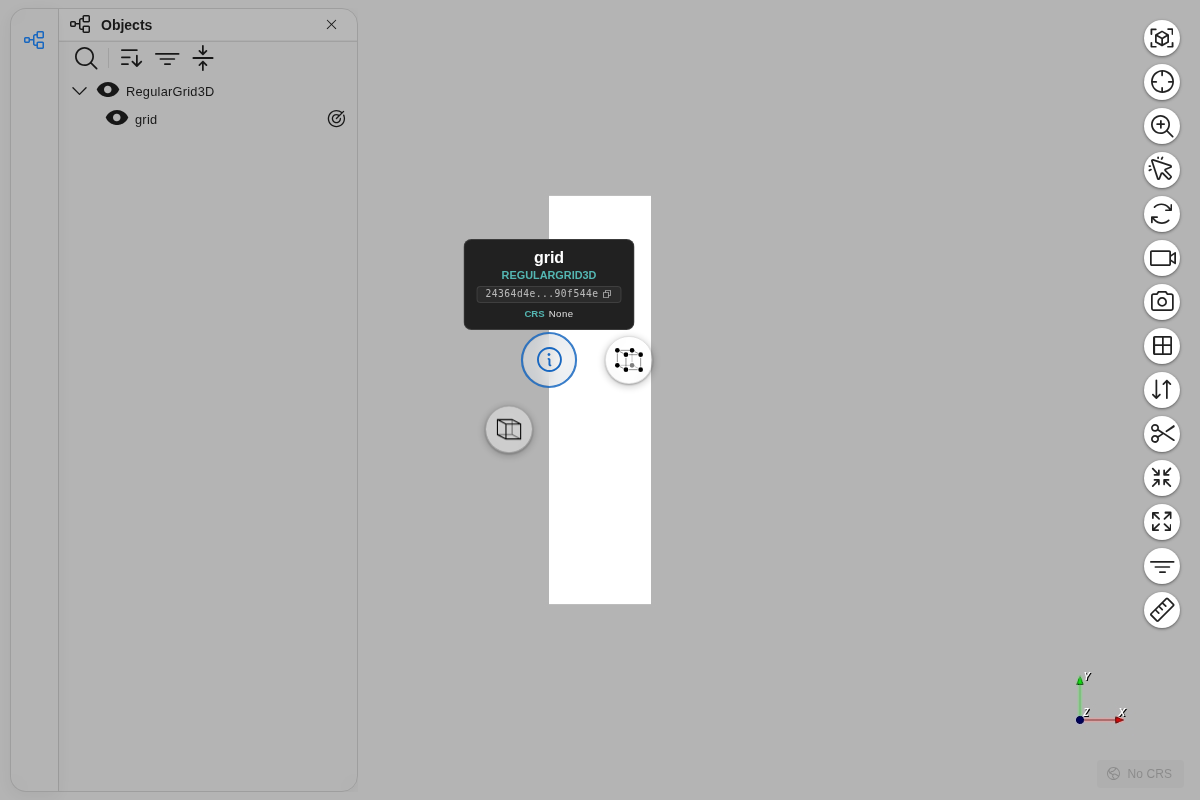 Objects
RegularGrid3D
grid
grid
REGULARGRID3D
24364d4e...90f544e
CRS None
Y
Z
X
No CRS